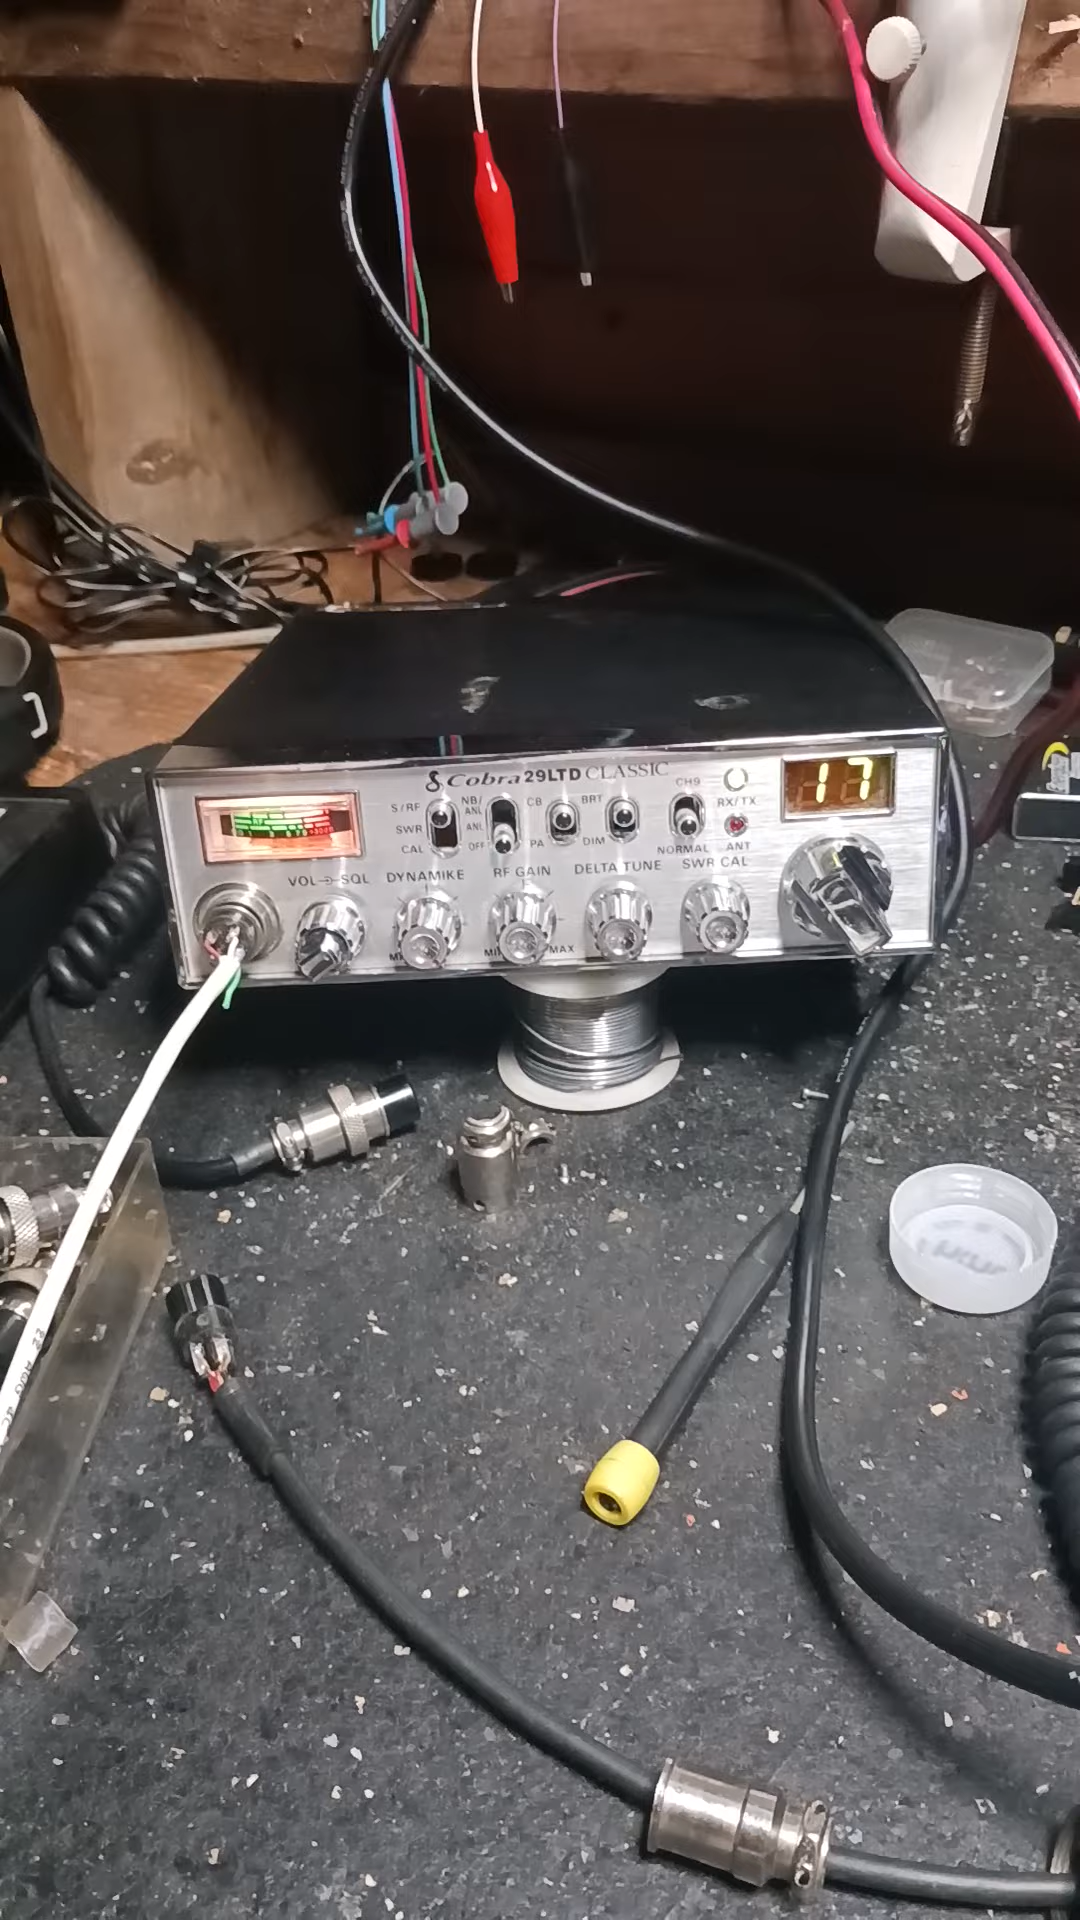 MICROPHONE
Cobra 29LTD CLASSIC
S/RF
NB/
ANL
CB
BRT
CH9
17
RX/TX
SWR
ANL
CAL
OFF
PA
DIM
NORMAL
ANT
VOL
SQL
DYNAMIKE
RF GAIN
DELTA TUNE
SWR CAL
MAX